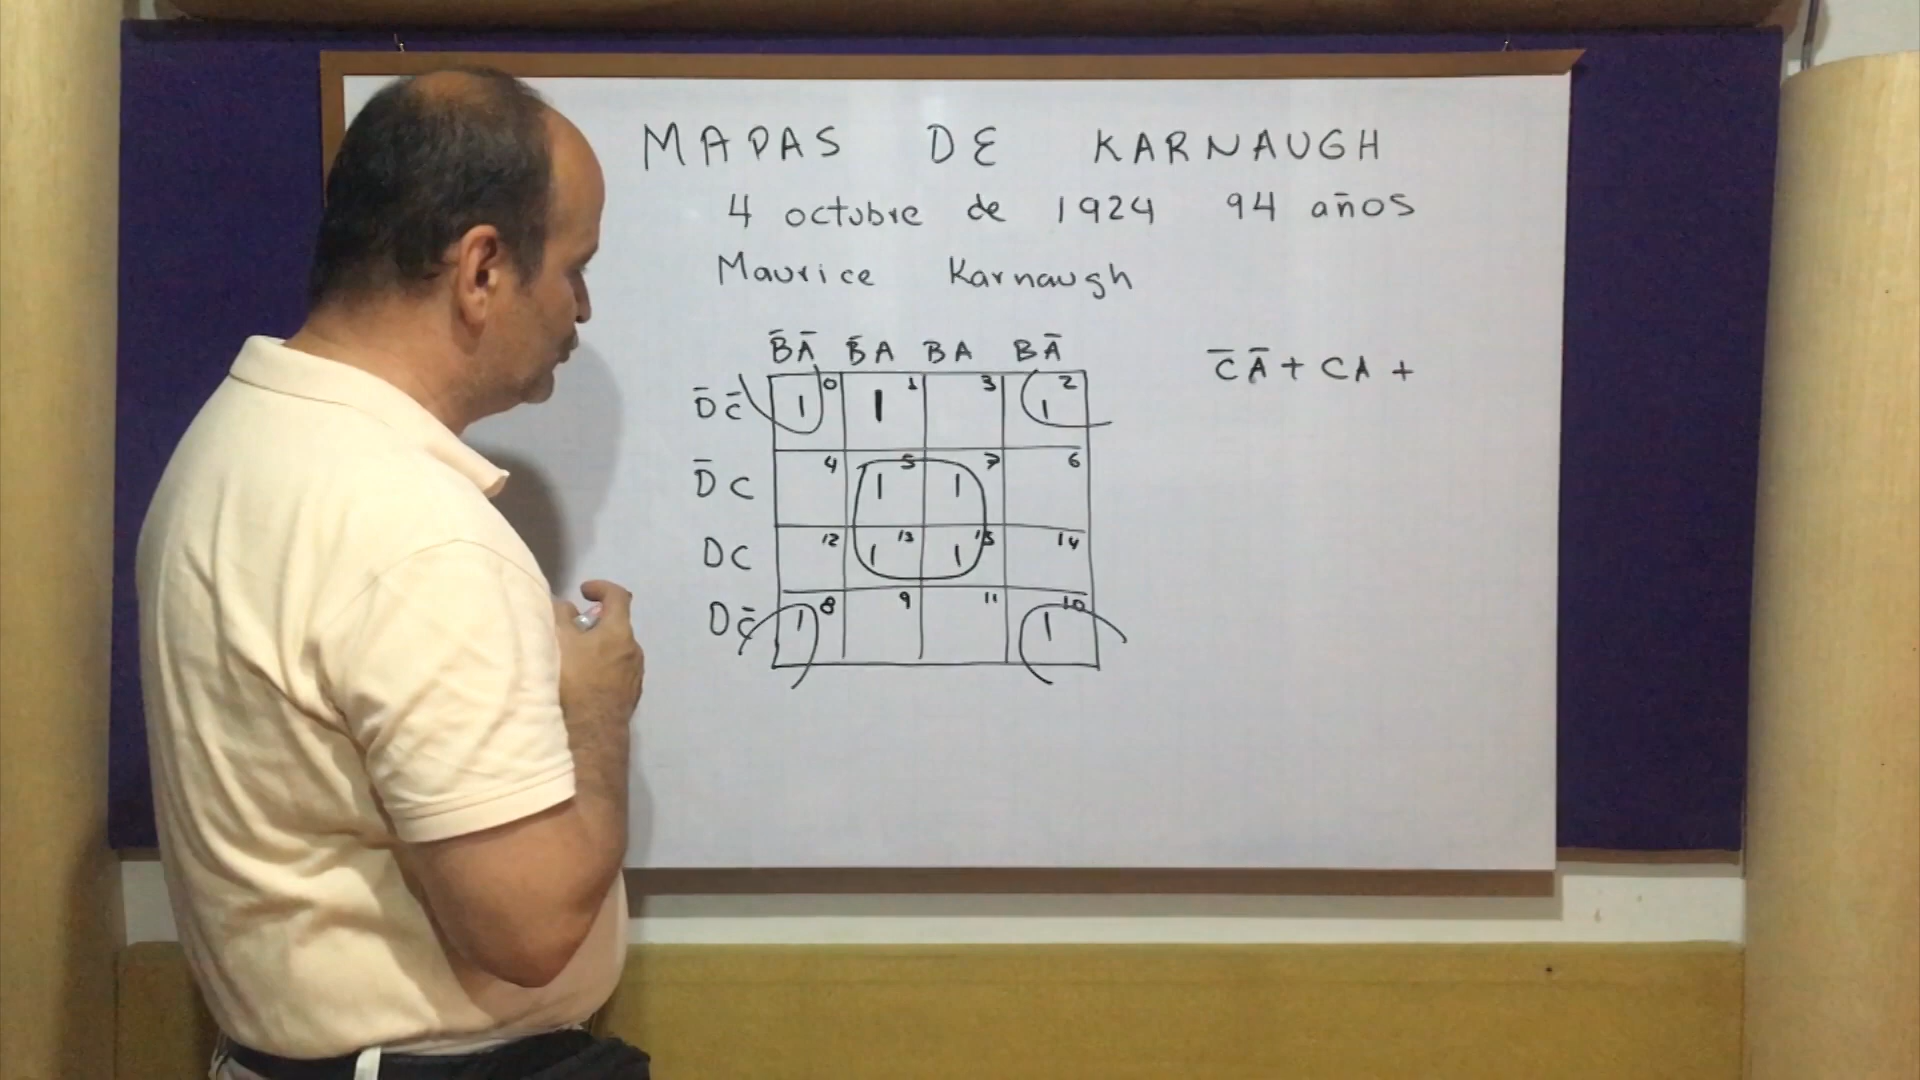 MAPAS DE KARNAUGH
4 octubre de 1924 94 años
Maurice Karnaugh
B̄Ā B̄A BA BĀ
C̄Ā + CA +
D̄C̄ 1 0 1 1 3 1 2
D̄C 4 1 5 1 7 6
DC 12 1 13 1 15 14
DC̄ 1 8 9 11 1 10